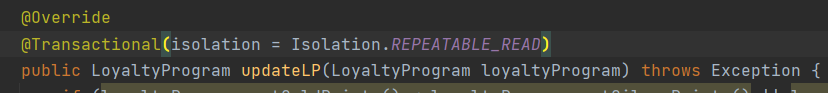 @Override
@Transactional(isolation = Isolation.REPEATABLE_READ)
public LoyaltyProgram updateLP(LoyaltyProgram loyaltyProgram) throws Exception {